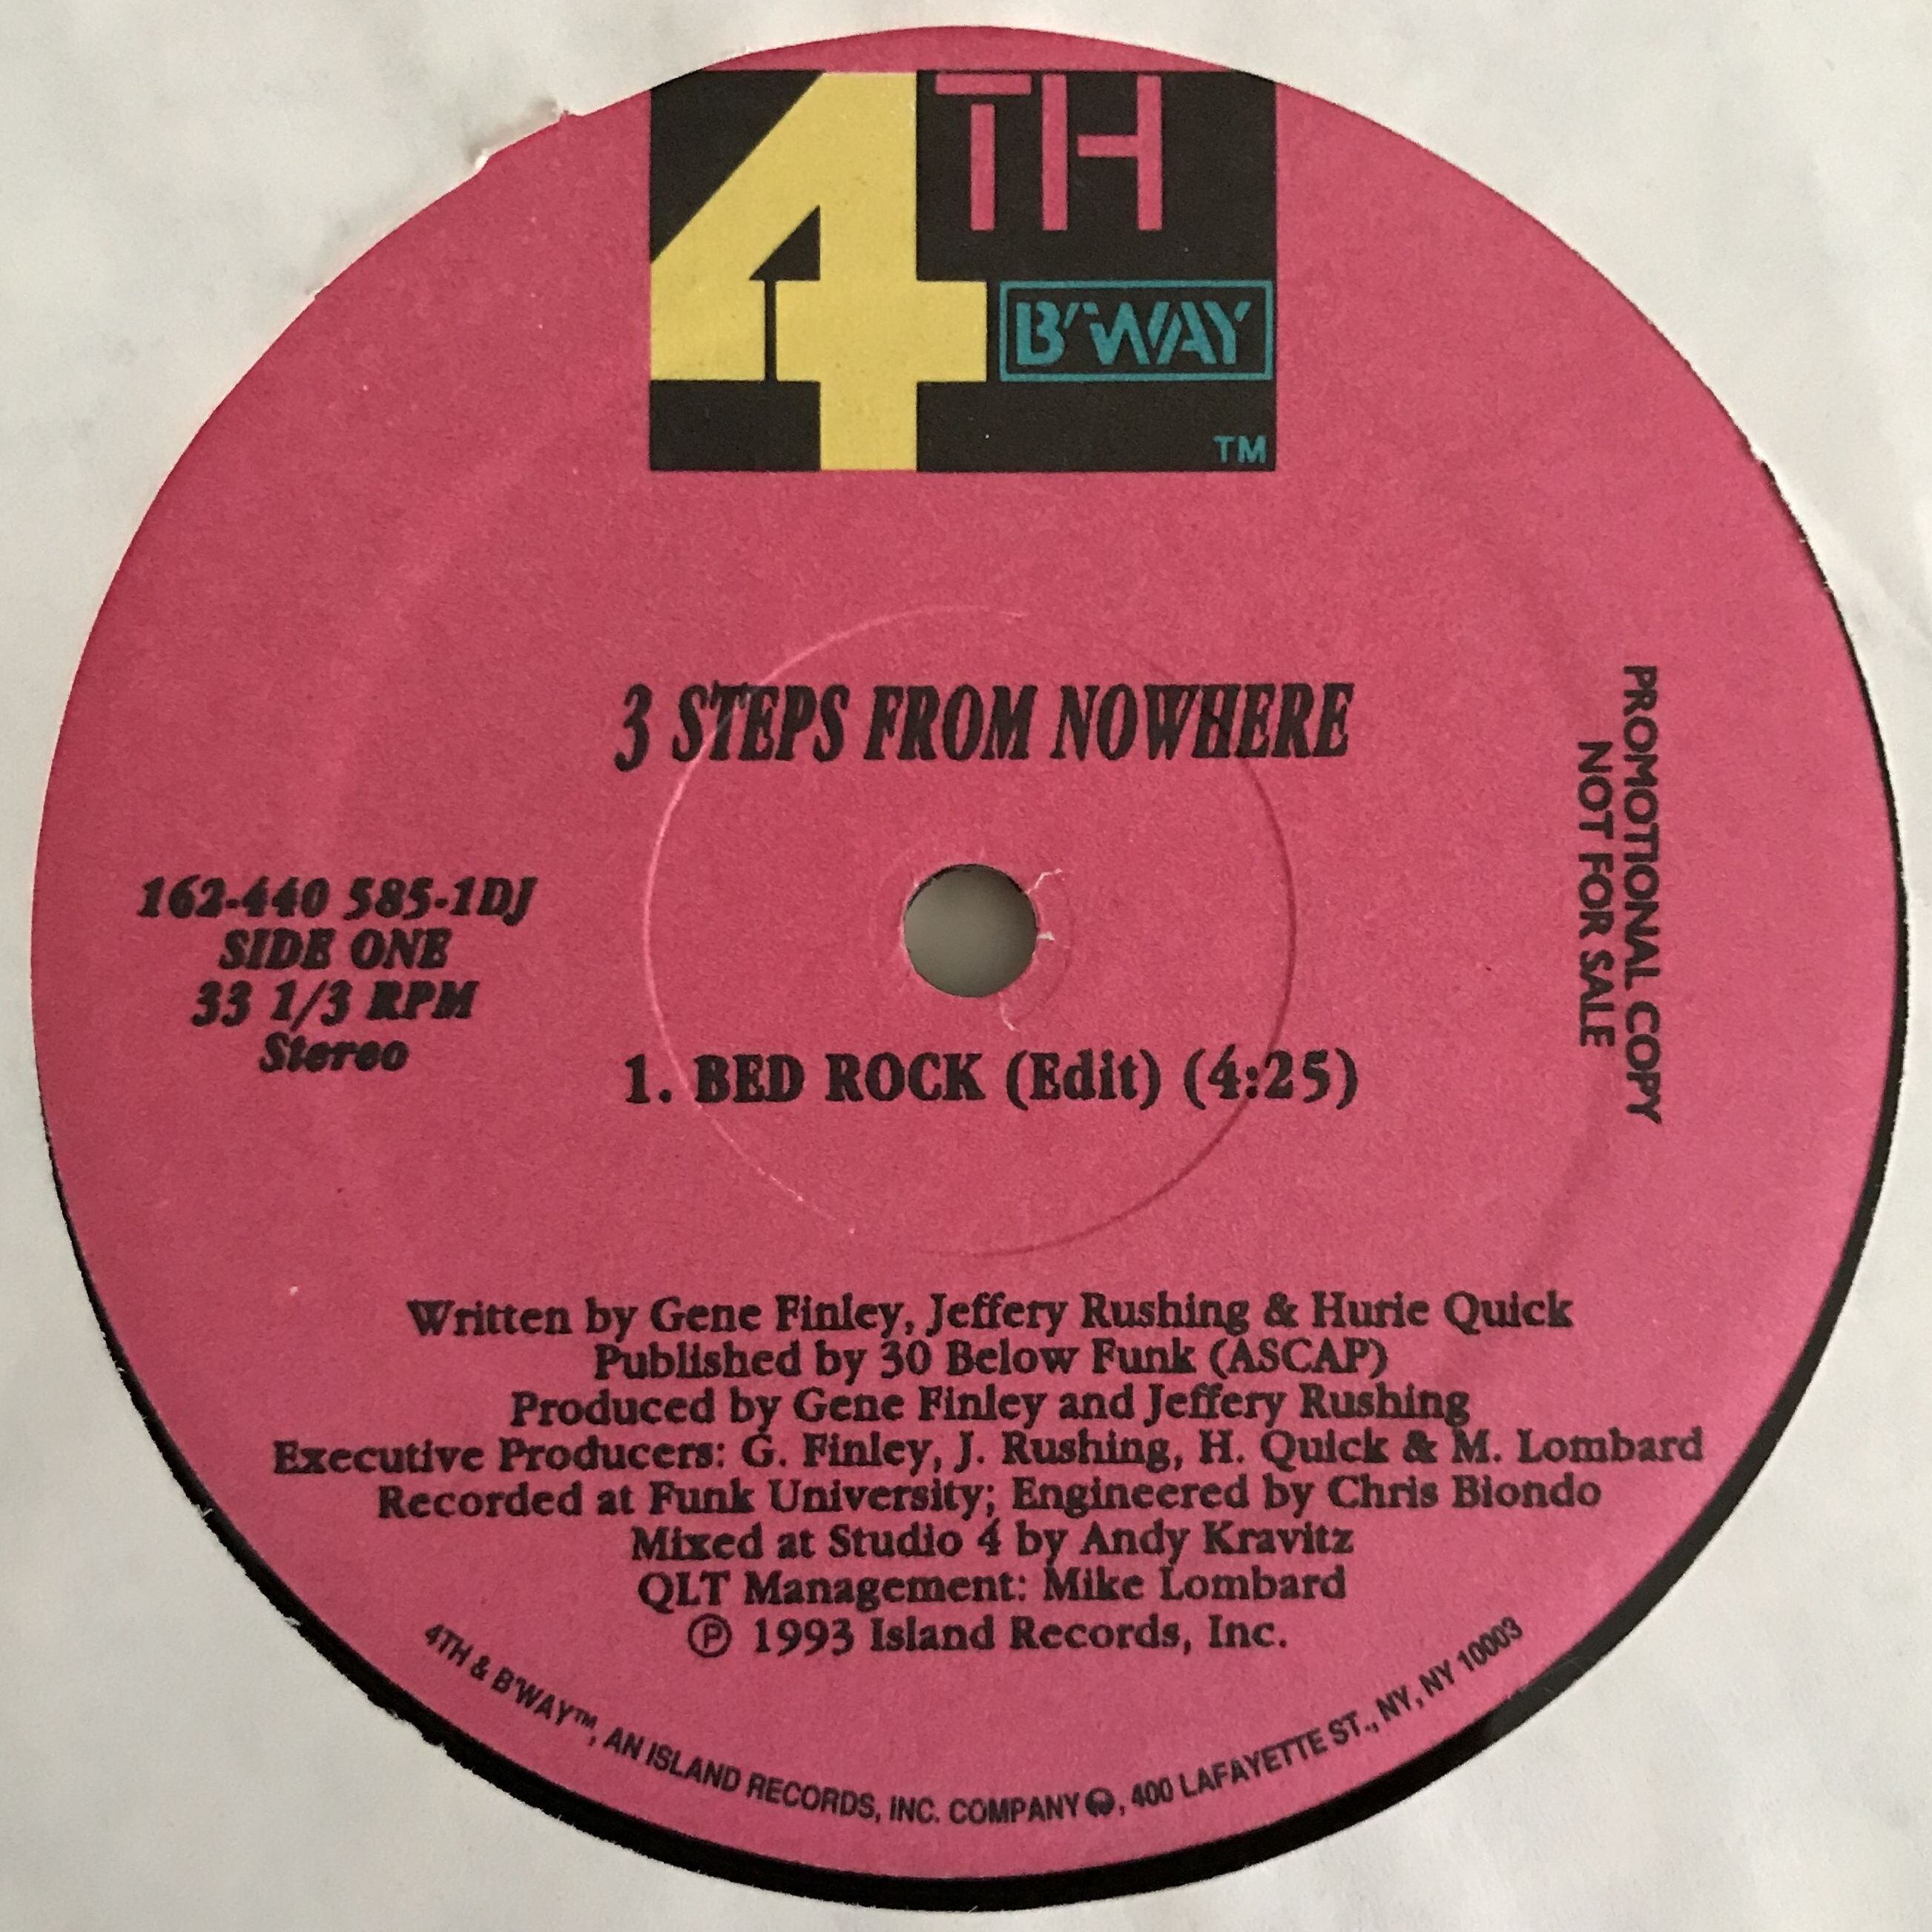 4TH
B'WAY
TM
3 STEPS FROM NOWHERE
162-440 585-1DJ
SIDE ONE
33 1/3 RPM
Stereo
PROMOTIONAL COPY
NOT FOR SALE
1. BED ROCK (Edit) (4:25)
Written by Gene Finley, Jeffery Rushing & Hurie Quick
Published by 30 Below Funk (ASCAP)
Produced by Gene Finley and Jeffery Rushing
Executive Producers: G. Finley, J. Rushing, H. Quick & M. Lombard
Recorded at Funk University; Engineered by Chris Biondo
Mixed at Studio 4 by Andy Kravitz
QLT Management: Mike Lombard
℗ 1993 Island Records, Inc.
4TH & B'WAY™, AN ISLAND RECORDS, INC. COMPANY, 400 LAFAYETTE ST., NY, NY 10003